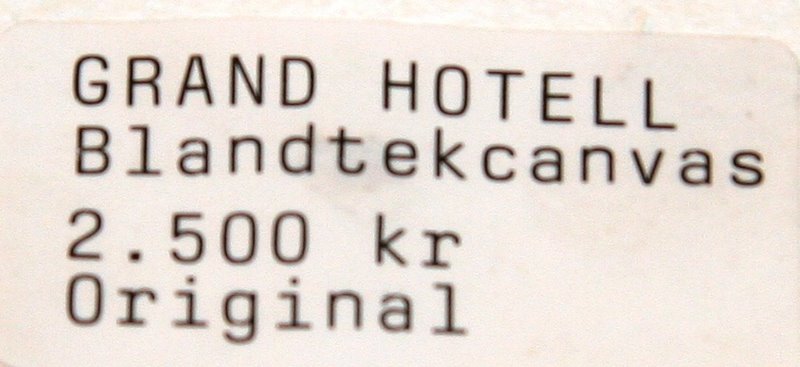 GRAND HOTELL
Blandtekcanvas
2.500 kr
Original